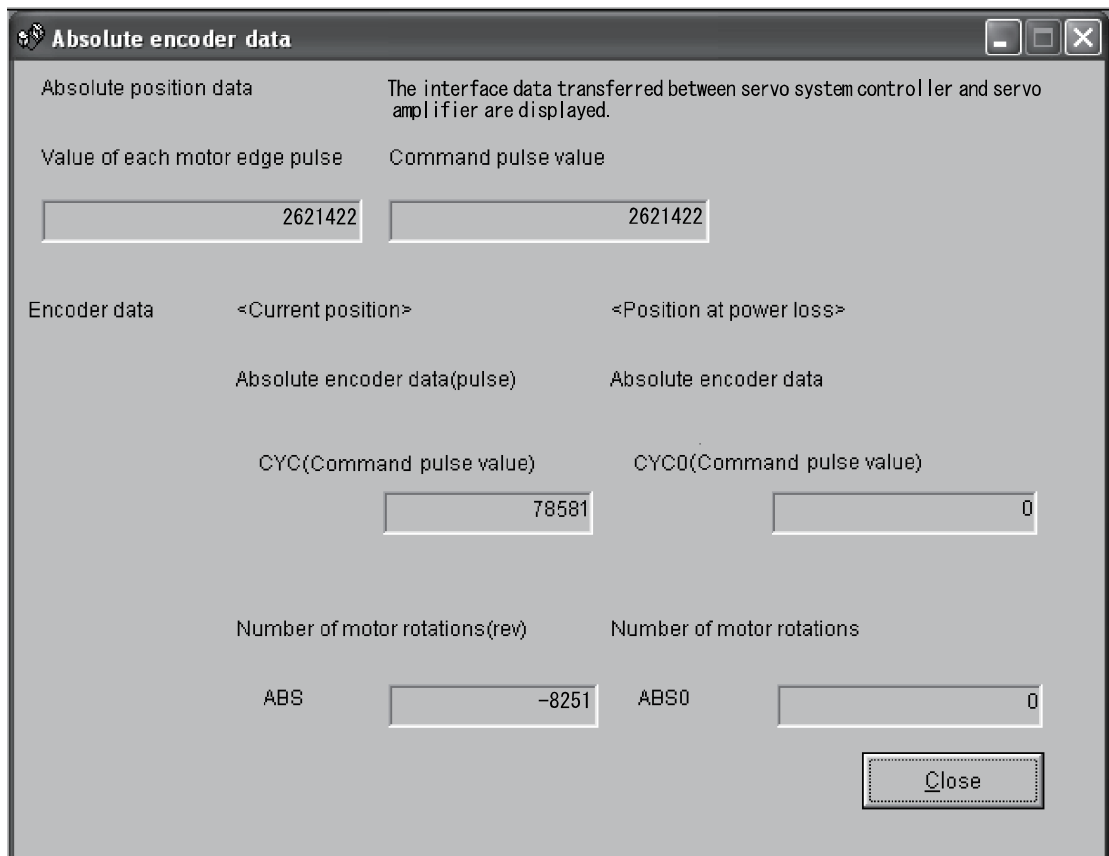 Absolute encoder data
Absolute position data
The interface data transferred between servo system controller and servo
amplifier are displayed.
Value of each motor edge pulse
Command pulse value
2621422
2621422
Encoder data
<Current position>
<Position at power loss>
Absolute encoder data(pulse)
Absolute encoder data
CYC(Command pulse value)
CYC0(Command pulse value)
78581
0
Number of motor rotations(rev)
Number of motor rotations
ABS
-8251
ABS0
0
Close